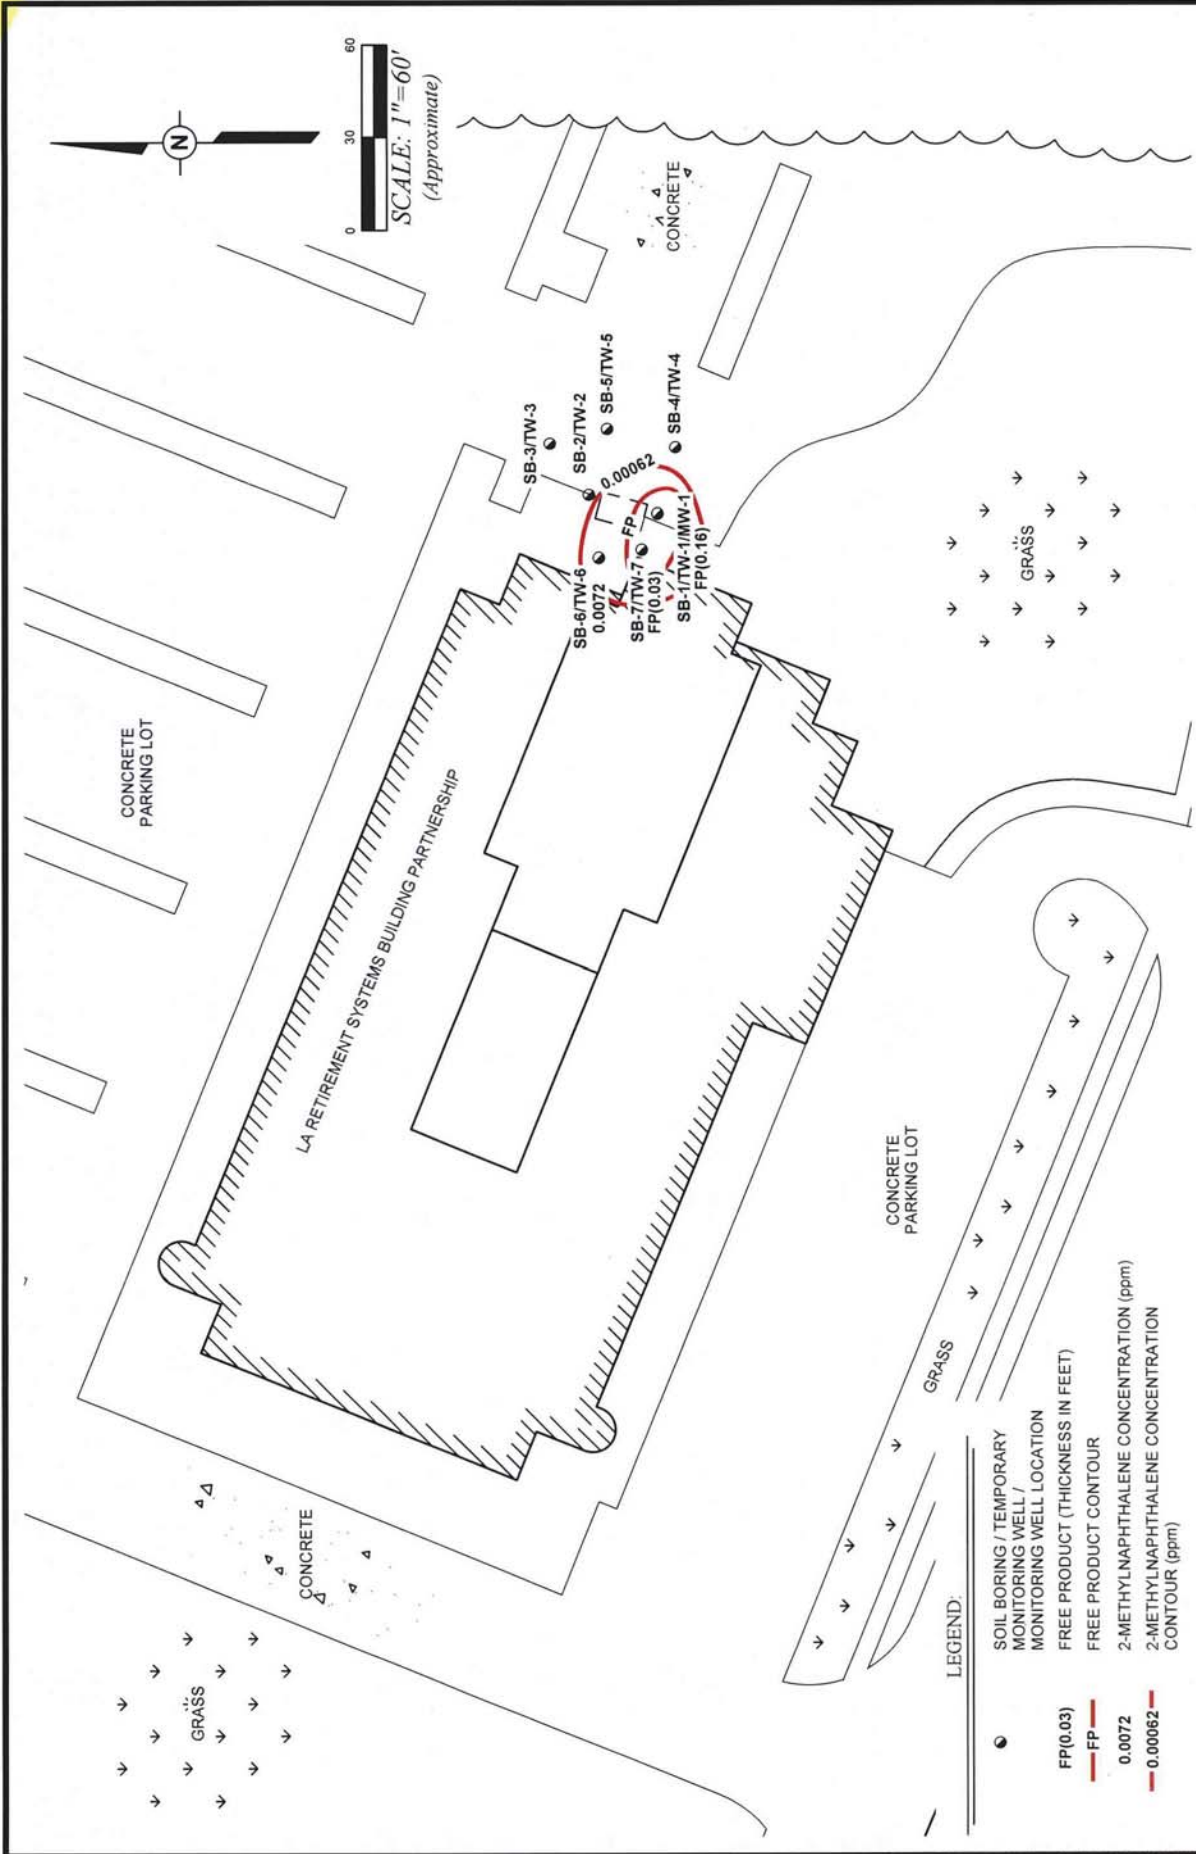 N
0 30 60
SCALE: 1"=60'
(Approximate)
CONCRETE
PARKING LOT
LA RETIREMENT SYSTEMS BUILDING PARTNERSHIP
SB-3/TW-3
SB-2/TW-2
SB-5/TW-5
SB-4/TW-4
0.00062
FP
SB-6/TW-6
0.0072
SB-7/TW-7
FP(0.03)
SB-1/TW-1/MW-1
FP(0.16)
CONCRETE
GRASS
CONCRETE
GRASS
CONCRETE
PARKING LOT
GRASS
LEGEND:
SOIL BORING / TEMPORARY
MONITORING WELL /
MONITORING WELL LOCATION
FP(0.03) FREE PRODUCT (THICKNESS IN FEET)
FP FREE PRODUCT CONTOUR
0.0072 2-METHYLNAPHTHALENE CONCENTRATION (ppm)
0.00062 2-METHYLNAPHTHALENE CONCENTRATION
CONTOUR (ppm)